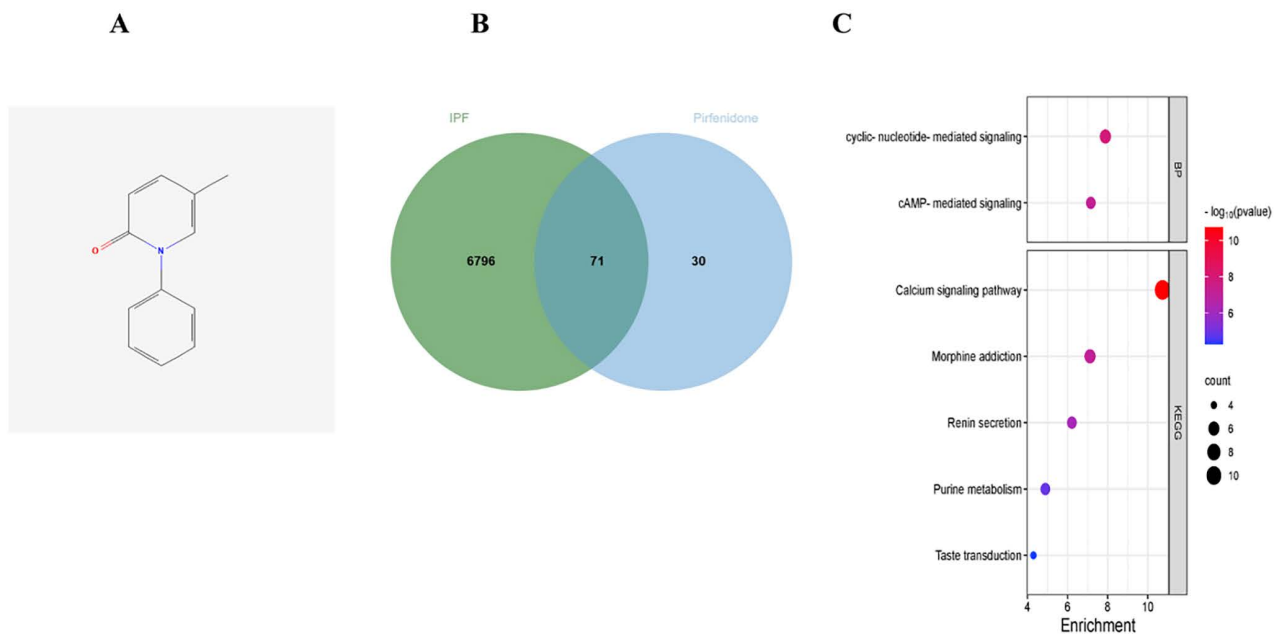 A
B
C
O
N
IPF
Pirfenidone
6796
71
30
cyclic- nucleotide- mediated signaling
cAMP- mediated signaling
BP
Calcium signaling pathway
Morphine addiction
Renin secretion
Purine metabolism
Taste transduction
KEGG
4
6
8
10
Enrichment
- log₁₀(pvalue)
10
8
6
count
4
6
8
10